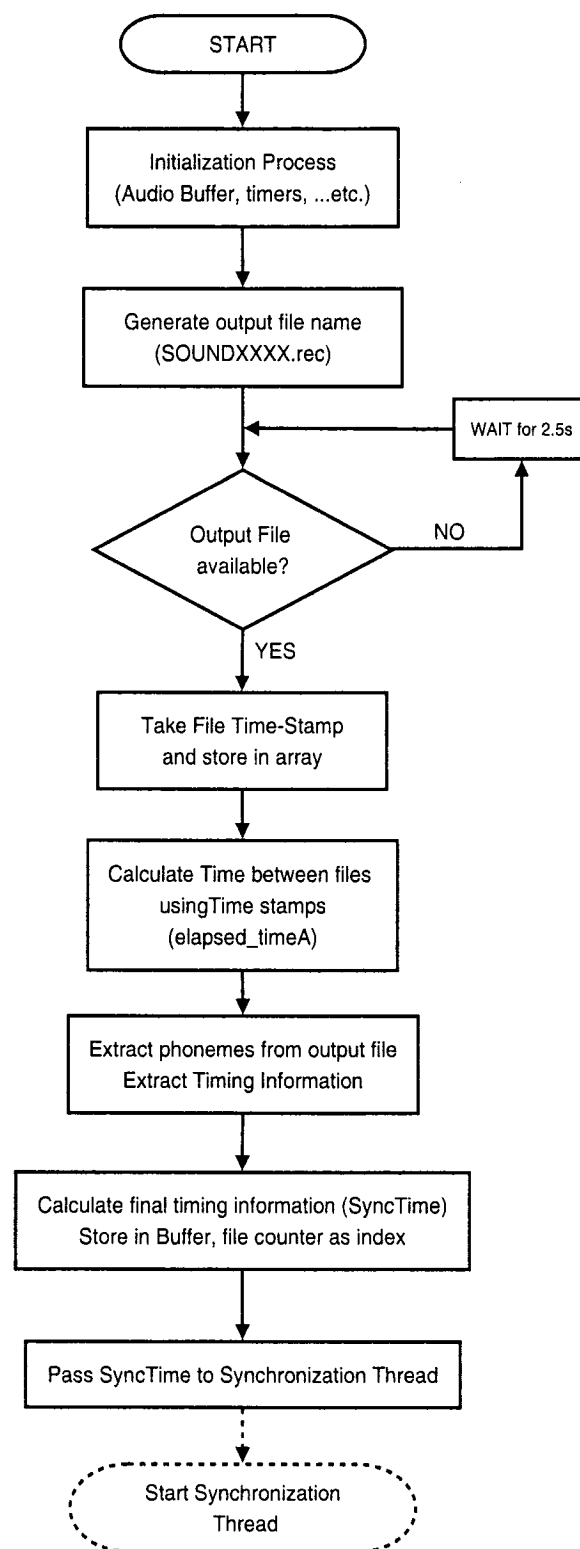 START
Initialization Process
(Audio Buffer, timers, ...etc.)
Generate output file name
(SOUNDXXXX.rec)
WAIT for 2.5s
Output File
available?
NO
YES
Take File Time-Stamp
and store in array
Calculate Time between files
usingTime stamps
(elapsed_timeA)
Extract phonemes from output file
Extract Timing Information
Calculate final timing information (SyncTime)
Store in Buffer, file counter as index
Pass SyncTime to Synchronization Thread
Start Synchronization
Thread